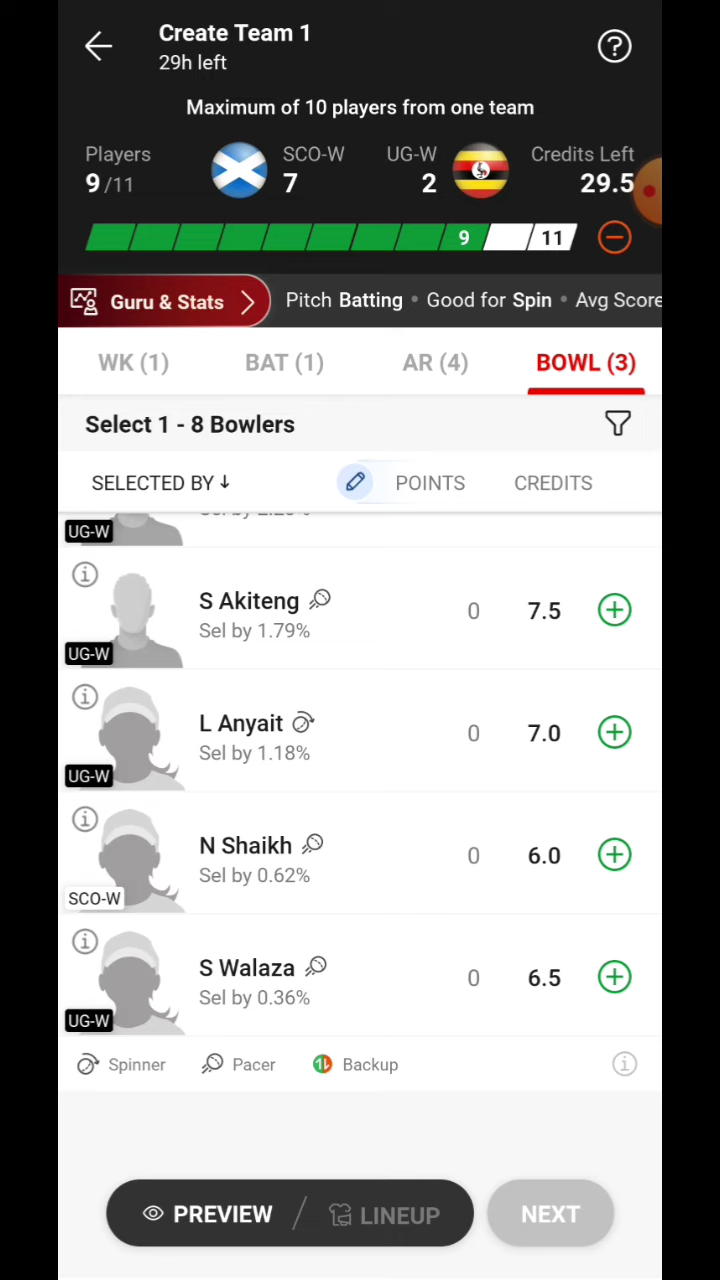 Create Team 1
29h left
Maximum of 10 players from one team
Players SCO-W UG-W Credits Left
9/11 7 2 29.5
9 11
Guru & Stats Pitch Batting • Good for Spin • Avg Score
WK (1) BAT (1) AR (4) BOWL (3)
Select 1 - 8 Bowlers
SELECTED BY ↓ POINTS CREDITS
UG-W
S Akiteng 0 7.5
Sel by 1.79%
UG-W
L Anyait 0 7.0
Sel by 1.18%
UG-W
N Shaikh 0 6.0
Sel by 0.62%
SCO-W
S Walaza 0 6.5
Sel by 0.36%
UG-W
Spinner Pacer Backup
PREVIEW / LINEUP NEXT